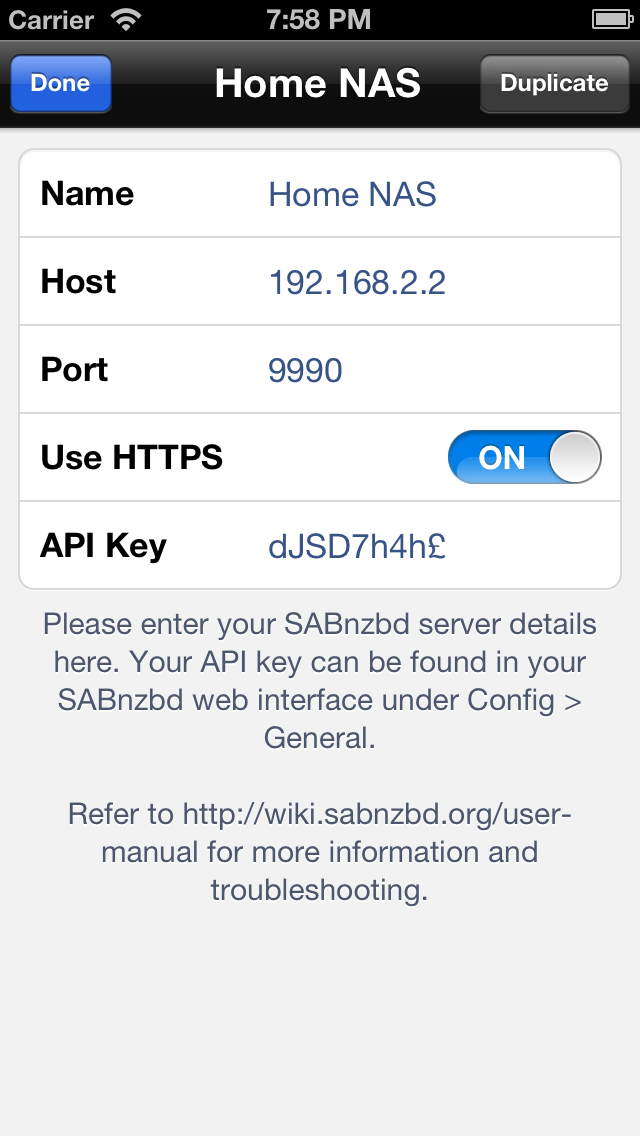 Carrier 7:58 PM
Done Home NAS Duplicate
Name Home NAS
Host 192.168.2.2
Port 9990
Use HTTPS ON
API Key dJSD7h4h£
Please enter your SABnzbd server details
here. Your API key can be found in your
SABnzbd web interface under Config >
General.
Refer to http://wiki.sabnzbd.org/user-
manual for more information and
troubleshooting.